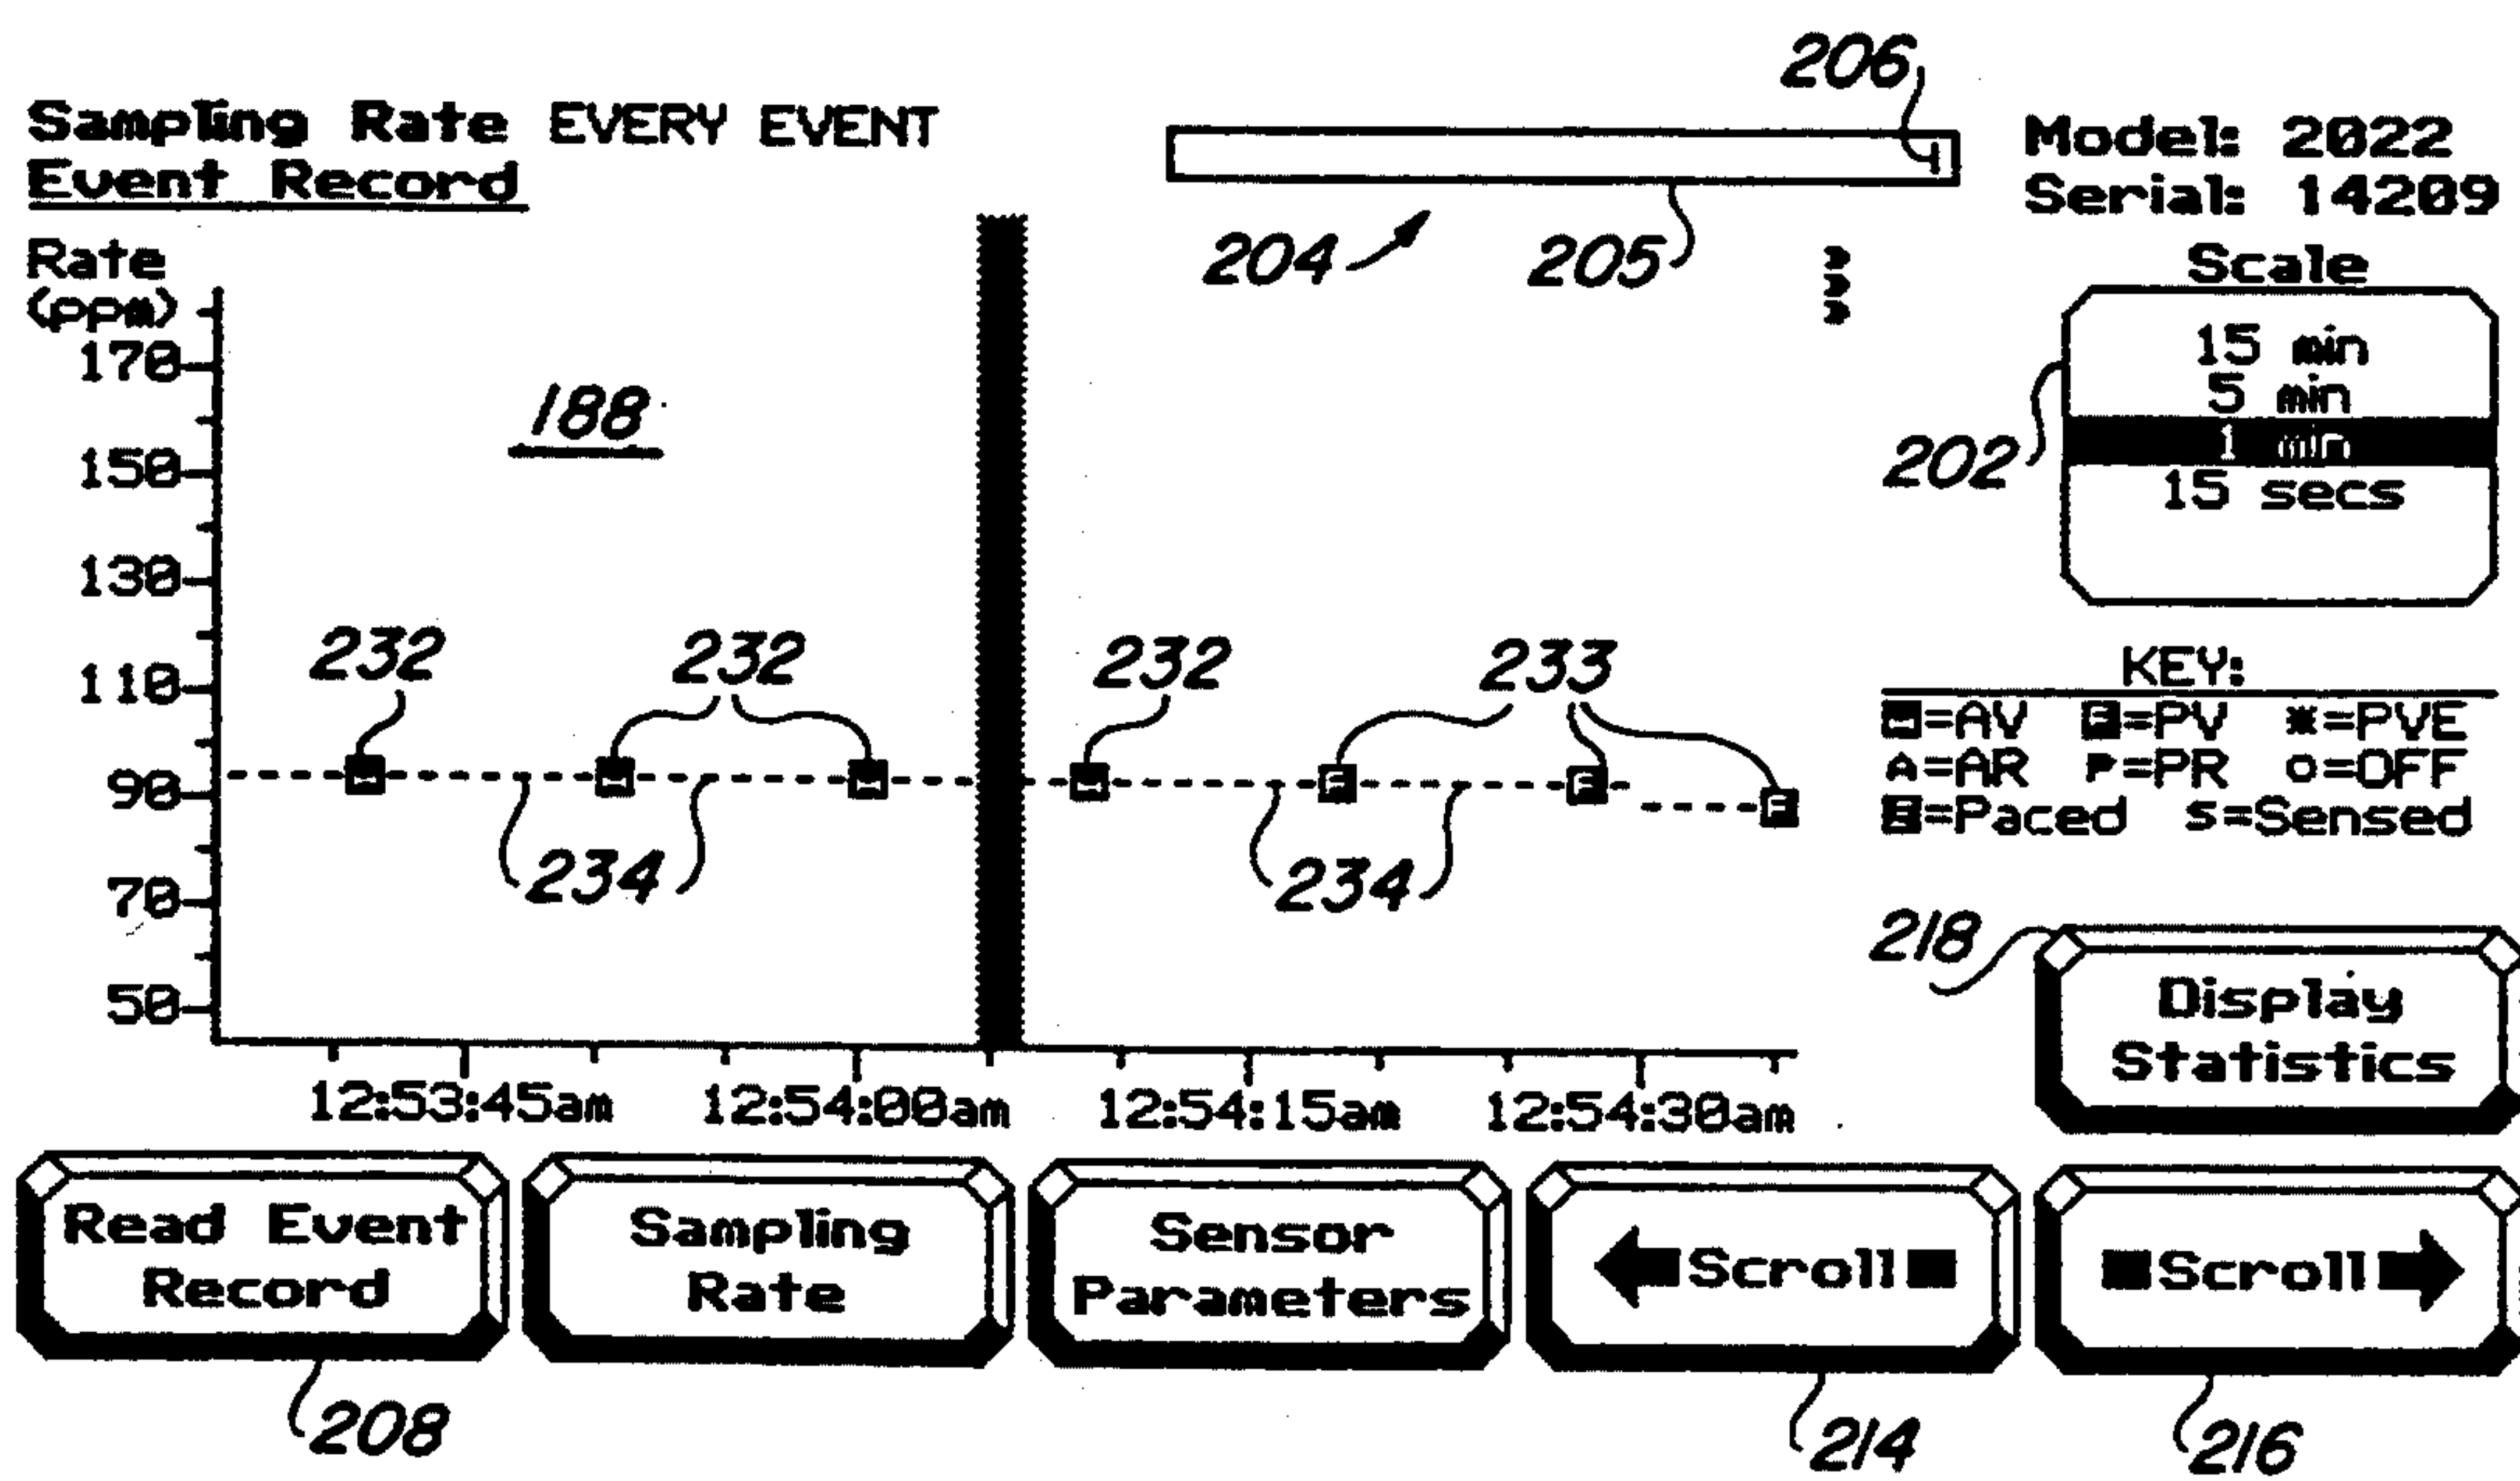 206
Sampling Rate EVERY EVENT
Model: 2022
Event Record
Serial: 14209
204
205
Rate
(ppm)
Scale
170
150
130
110
90
70
50
188
15 min
5 min
1 min
15 secs
202
232
232
232
233
234
234
KEY:
=AV =PV *=PVE
A=AR P=PR O=OFF
=Paced S=Sensed
218
Display
Statistics
12:53:45am 12:54:00am 12:54:15am 12:54:30am
Read Event
Record
Sampling
Rate
Sensor
Parameters
Scroll
Scroll
208
214
216